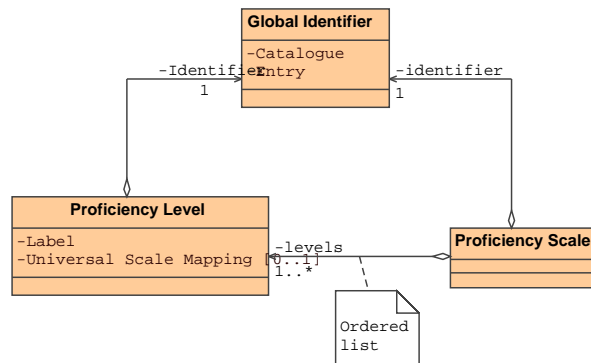 Global Identifier
-Catalogue
-Entry
-Identifier
1
-identifier
1
Proficiency Level
-Label
-Universal Scale Mapping [0..1]
-levels
1..*
Proficiency Scale
Ordered
list